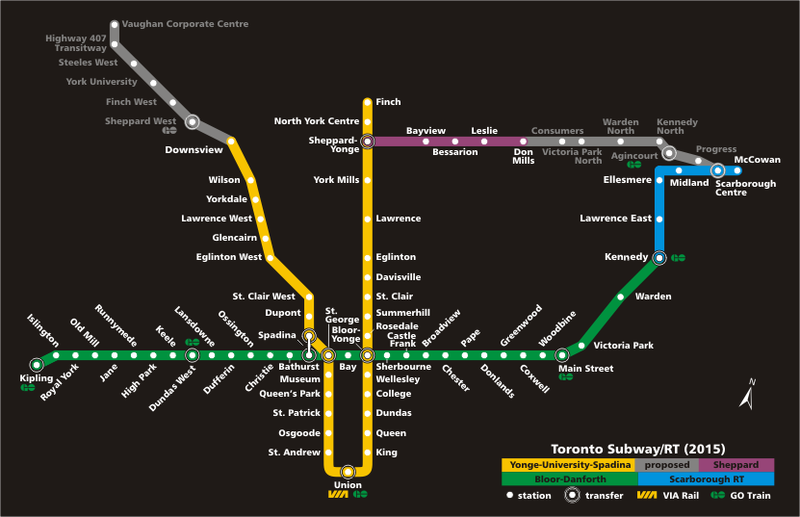 Vaughan Corporate Centre
Highway 407
Transitway
Steeles West
York University
Finch West
Sheppard West
GO
Downsview
Wilson
Yorkdale
Lawrence West
Glencairn
Eglinton West
St. Clair West
Dupont
Spadina
Finch
North York Centre
Sheppard-
Yonge
York Mills
Lawrence
Eglinton
Davisville
St. Clair
Summerhill
Rosedale
Bayview
Bessarion
Leslie
Don
Mills
Consumers
Victoria Park
North
Warden
North
Agincourt
GO
Kennedy
North
Progress
McCowan
Scarborough
Centre
Midland
Ellesmere
Lawrence East
Kennedy
GO
Warden
Victoria Park
Main Street
GO
Kipling
GO
Islington
Royal York
Old Mill
Jane
Runnymede
High Park
Keele
Dundas West
GO
Lansdowne
Dufferin
Ossington
Christie
Bathurst
St.
George
Bay
Bloor-
Yonge
Sherbourne
Castle
Frank
Broadview
Chester
Pape
Donlands
Greenwood
Coxwell
Woodbine
Museum
Queen's Park
St. Patrick
Osgoode
St. Andrew
Union
VIA GO
Wellesley
College
Dundas
Queen
King
N
Toronto Subway/RT (2015)
Yonge-University-Spadina proposed Sheppard
Bloor-Danforth Scarborough RT
station transfer VIA VIA Rail GO GO Train